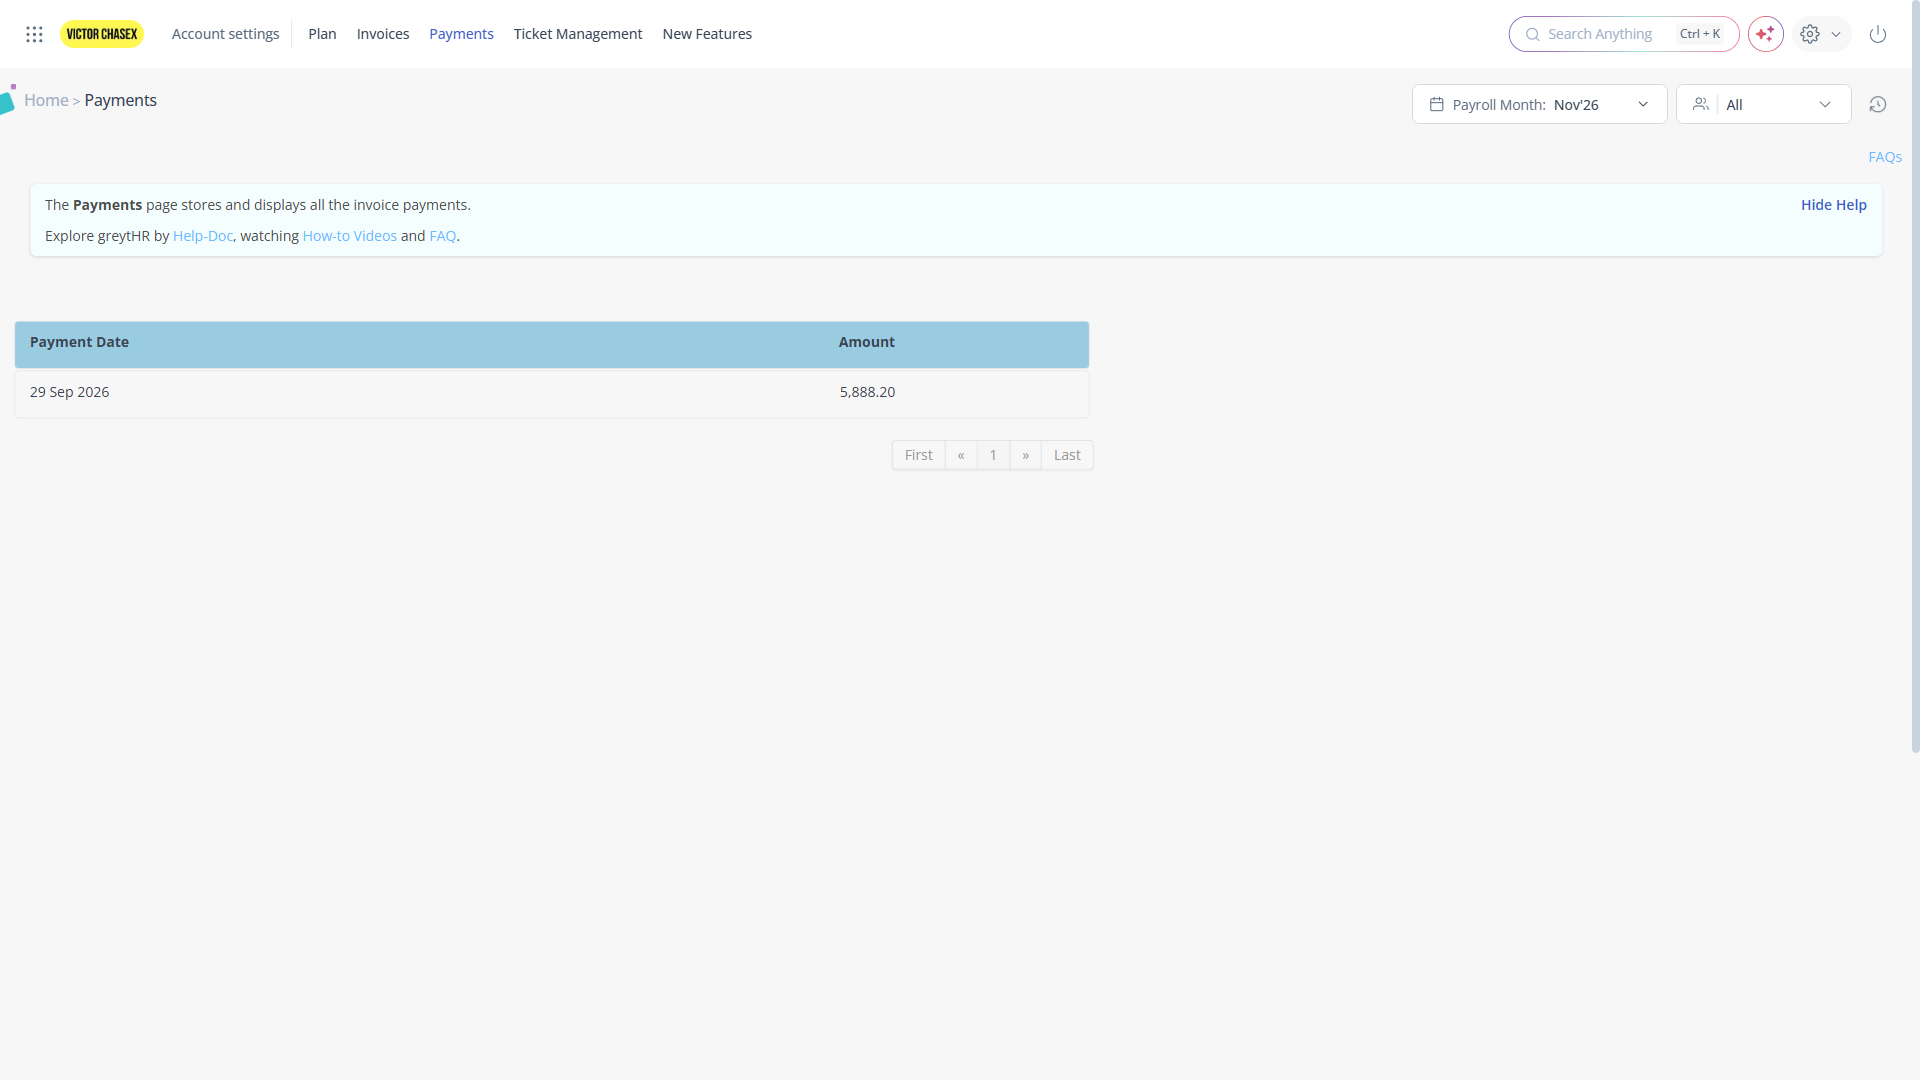 VICTOR CHASEX Account settings Plan Invoices Payments Ticket Management New Features Search Anything Ctrl + K
Home > Payments Payroll Month: Nov'26 All
FAQs
The Payments page stores and displays all the invoice payments. Hide Help
Explore greytHR by Help-Doc, watching How-to Videos and FAQ.
Payment Date Amount
29 Sep 2026 5,888.20
First « 1 » Last